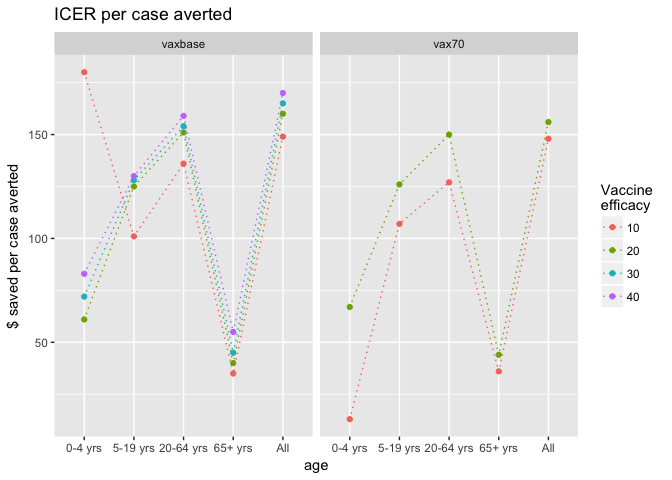 ICER per case averted
vaxbase vax70
150
100
50
$ saved per case averted
0-4 yrs 5-19 yrs 20-64 yrs 65+ yrs All 0-4 yrs 5-19 yrs 20-64 yrs 65+ yrs All
age
Vaccine
efficacy
10
20
30
40